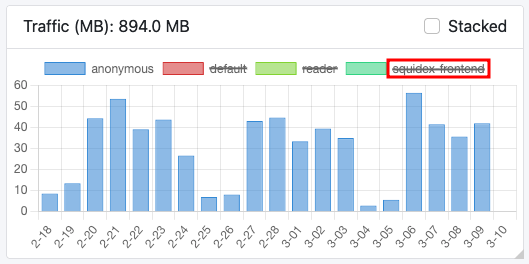 Traffic (MB): 894.0 MB
Stacked
anonymous default reader squidex-frontend
60
50
40
30
20
10
0
2-18 2-19 2-20 2-21 2-22 2-23 2-24 2-25 2-26 2-27 2-28 3-01 3-02 3-03 3-04 3-05 3-06 3-07 3-08 3-09 3-10